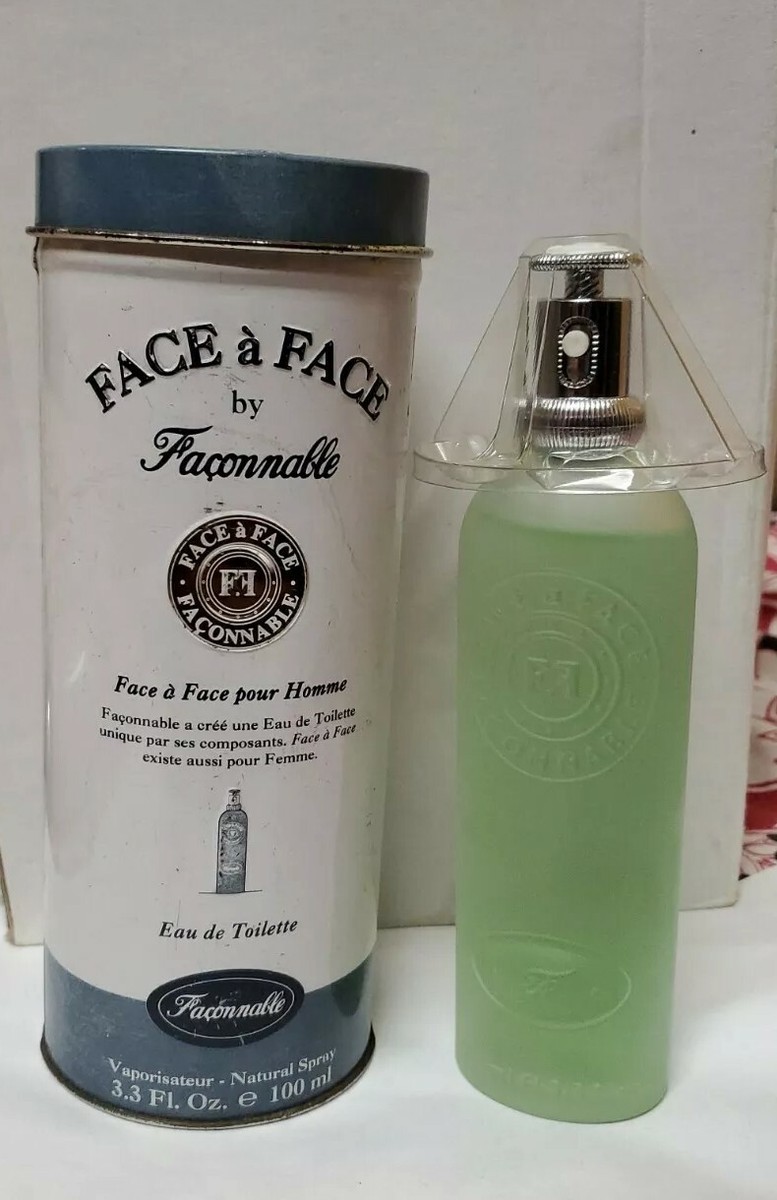 FACE à FACE
by
Façonnable
FACE à FACE
F.F
FAÇONNABLE
Face à Face pour Homme
Façonnable a créé une Eau de Toilette
unique par ses composants. Face à Face
existe aussi pour Femme.
Eau de Toilette
Façonnable
Vaporisateur - Natural Spray
3.3 Fl. Oz. ℮ 100 ml